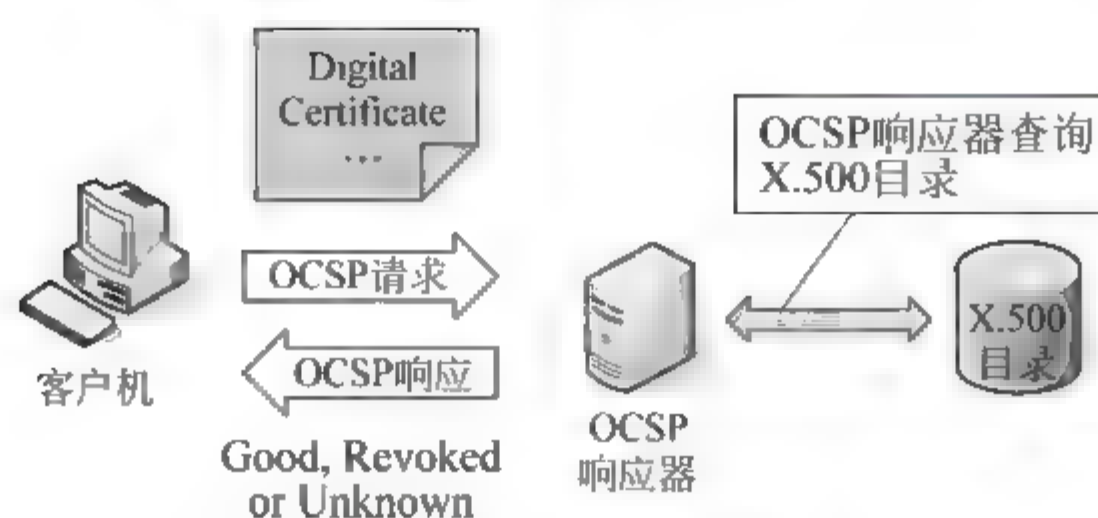 Digital
Certificate
...
OCSP响应器查询
X.500目录
OCSP请求
OCSP响应
客户机
Good, Revoked
or Unknown
OCSP
响应器
X.500
目录